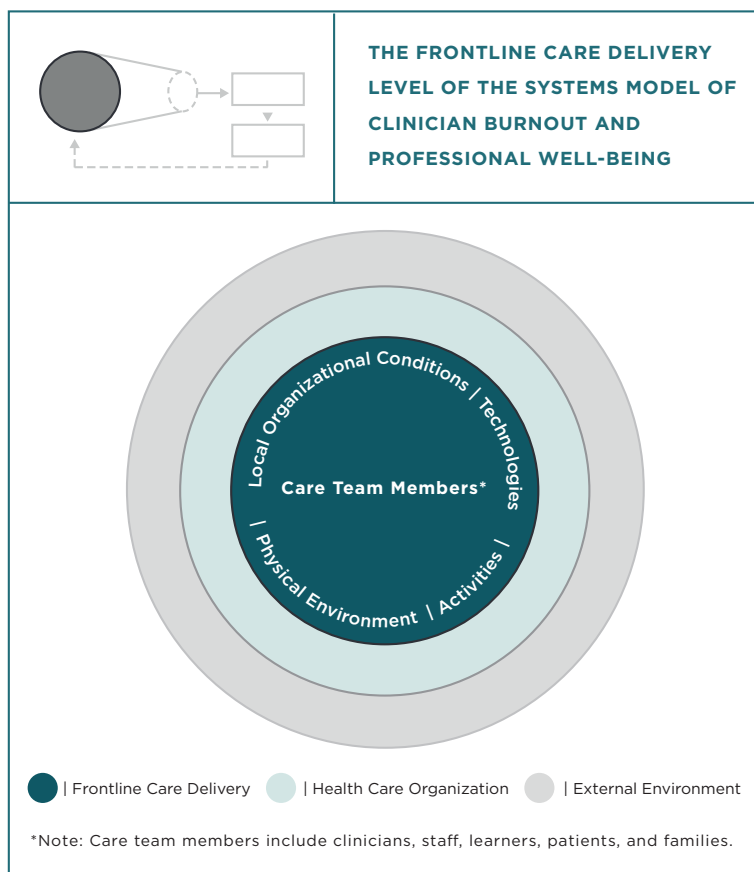 THE FRONTLINE CARE DELIVERY
LEVEL OF THE SYSTEMS MODEL OF
CLINICIAN BURNOUT AND
PROFESSIONAL WELL-BEING
Local Organizational Conditions | Technologies
Care Team Members*
| Physical Environment | Activities |
| Frontline Care Delivery
| Health Care Organization
| External Environment
*Note: Care team members include clinicians, staff, learners, patients, and families.